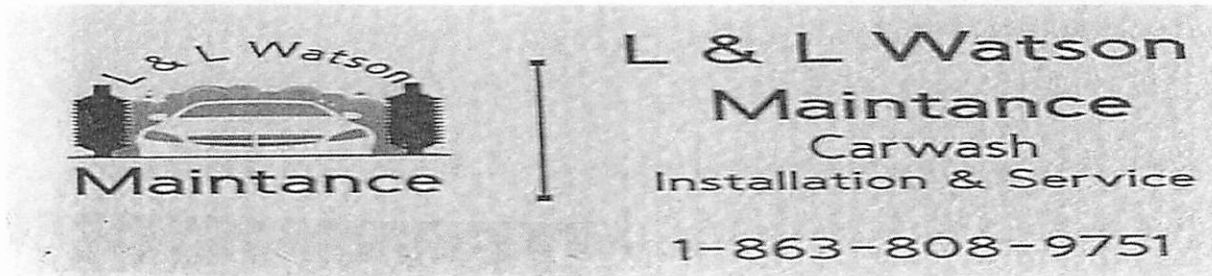 L & L Watson
Maintance
L & L Watson
Maintance
Carwash
Installation & Service
1-863-808-9751